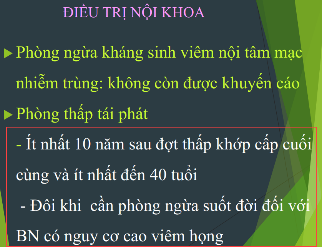 ĐIỀU TRỊ NỘI KHOA
Phòng ngừa kháng sinh viêm nội tâm mạc
nhiễm trùng: không còn được khuyến cáo
Phòng thấp tái phát
- Ít nhất 10 năm sau đợt thấp khớp cấp cuối
cùng và ít nhất đến 40 tuổi
- Đôi khi cần phòng ngừa suốt đời đối với
BN có nguy cơ cao viêm họng